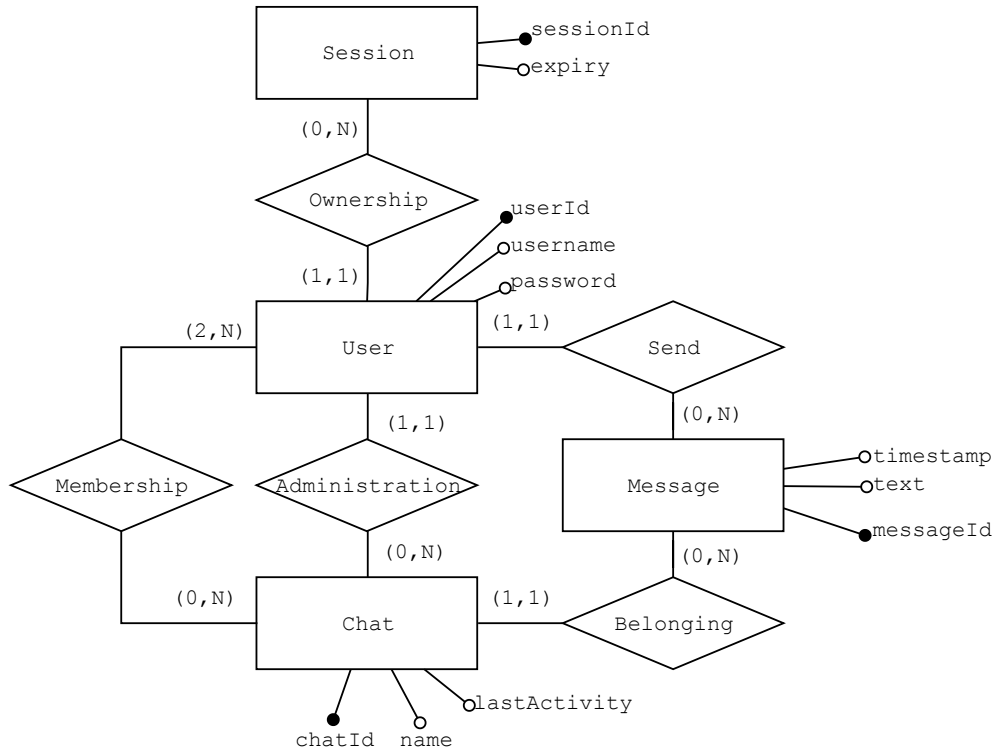 sessionId
Session
expiry
(0,N)
Ownership
userId
username
(1,1)
password
(2,N)
(1,1)
User
Send
(1,1)
(0,N)
timestamp
Membership
Administration
Message
text
messageId
(0,N)
(0,N)
(0,N)
(1,1)
Chat
Belonging
lastActivity
chatId
name